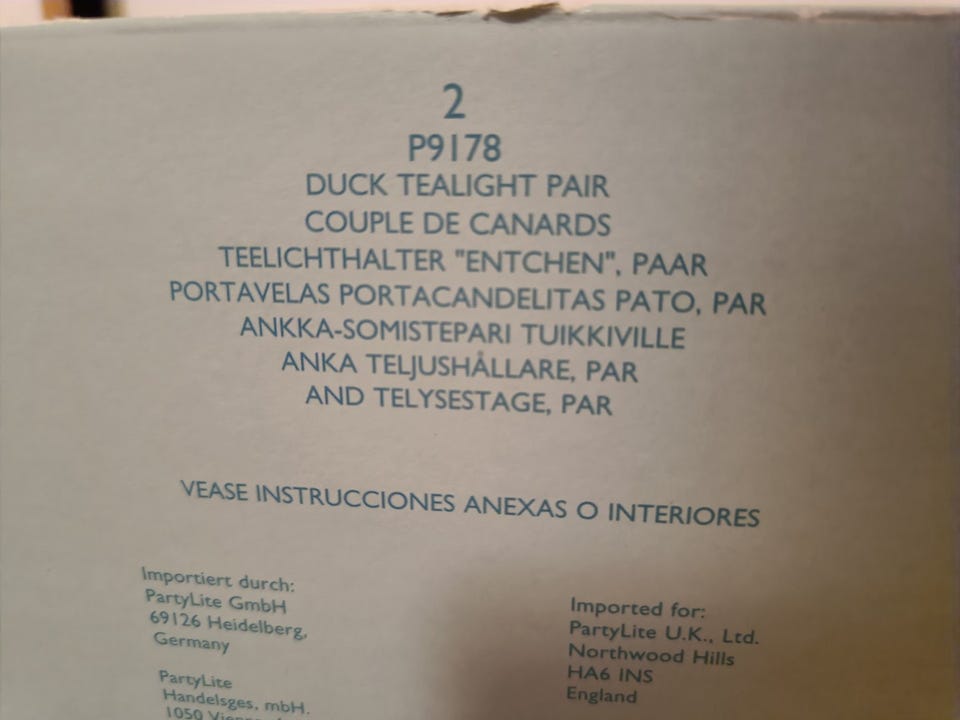 2
P9178
DUCK TEALIGHT PAIR
COUPLE DE CANARDS
TEELICHTHALTER "ENTCHEN", PAAR
PORTAVELAS PORTACANDELITAS PATO, PAR
ANKKA-SOMISTEPARI TUIKKIVILLE
ANKA TELJUSHÅLLARE, PAR
AND TELYSESTAGE, PAR
VEASE INSTRUCCIONES ANEXAS O INTERIORES
Importiert durch:
PartyLite GmbH
69126 Heidelberg,
Germany
PartyLite
Handelsges, mbH.
1050
Imported for:
PartyLite U.K., Ltd.
Northwood Hills
HA6 INS
England